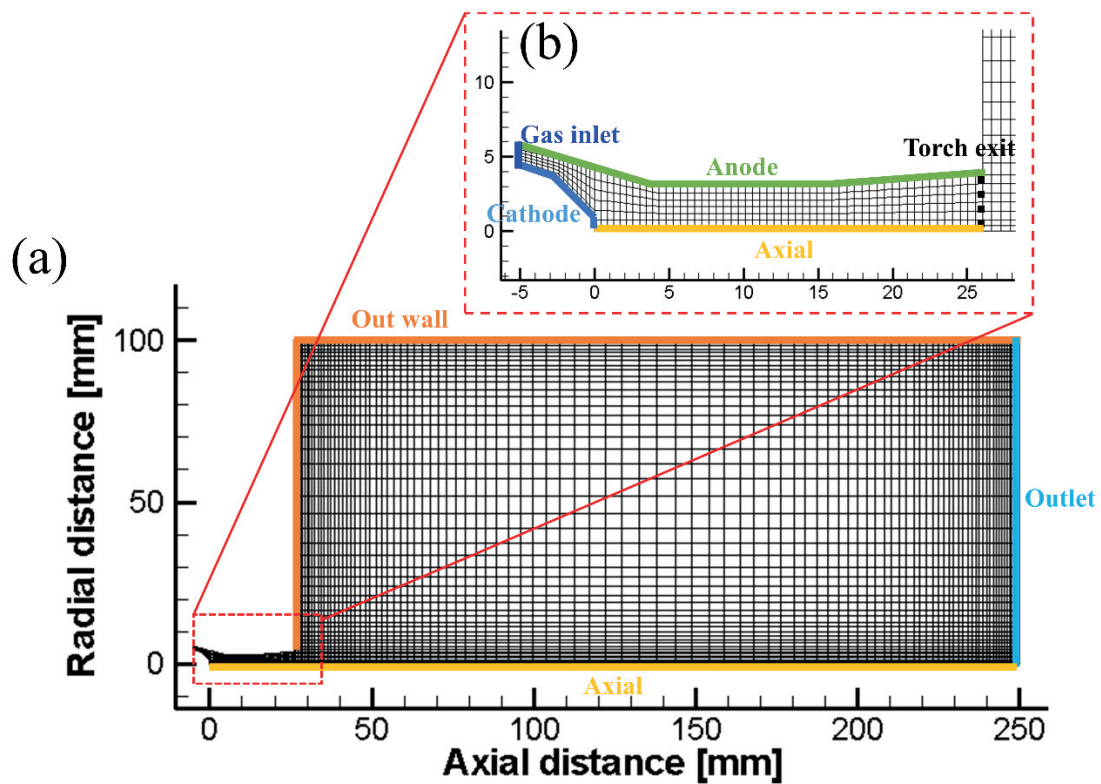 (b)
10
5
0
Gas inlet
Cathode
Anode
Torch exit
Axial
-5
0
5
10
15
20
25
(a)
Out wall
100
50
0
Radial distance [mm]
Outlet
Axial
0
50
100
150
200
250
Axial distance [mm]